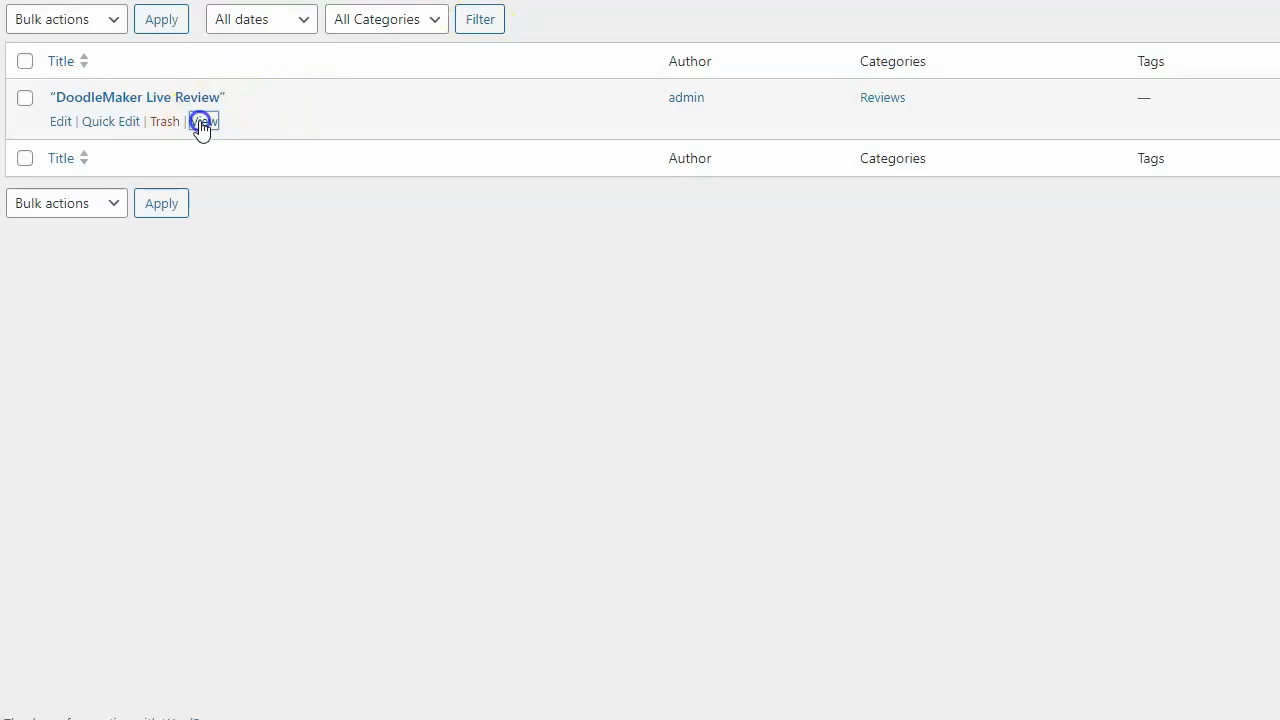 Bulk actions Apply All dates All Categories Filter
Title Author Categories Tags
“DoodleMaker Live Review” admin Reviews —
Edit | Quick Edit | Trash |
Title Author Categories Tags
Bulk actions Apply